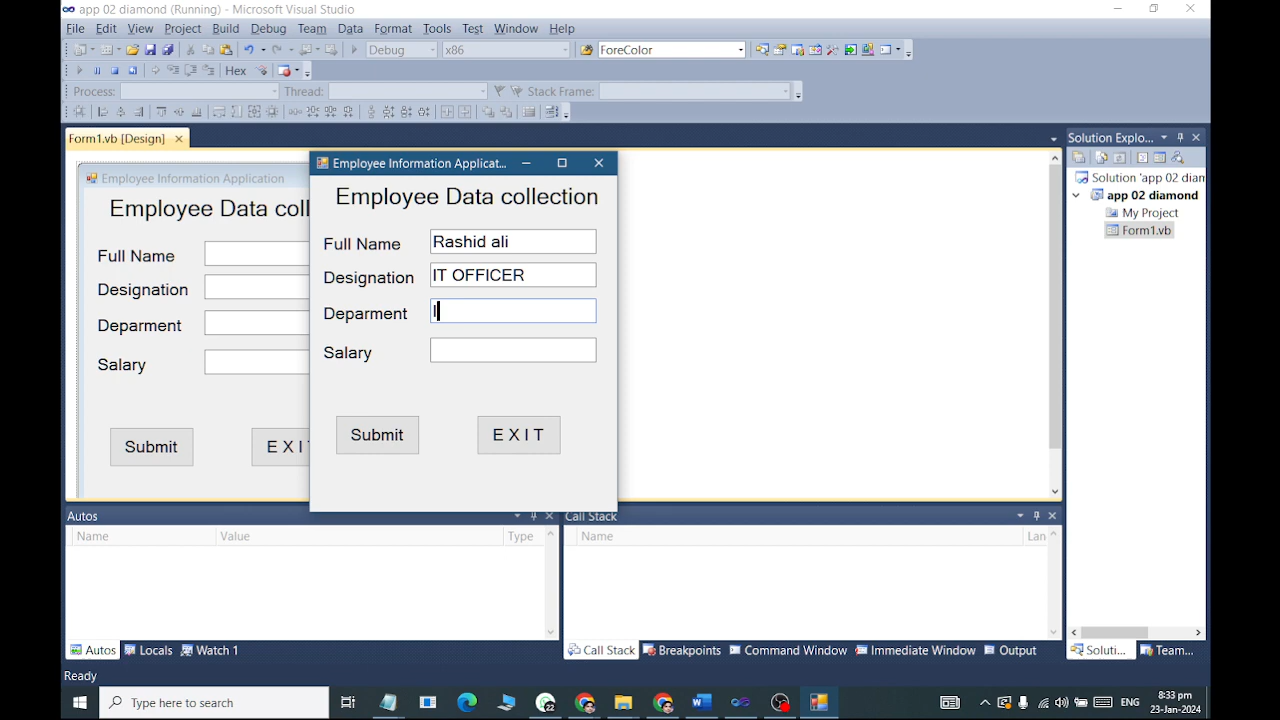 app 02 diamond (Running) - Microsoft Visual Studio
File Edit View Project Build Debug Team Data Format Tools Test Window Help
Debug x86 ForeColor
Hex
Process: Thread: Stack Frame:
Form1.vb [Design]
Employee Information Application
Employee Data coll
Full Name
Designation
Deparment
Salary
Submit
E X I T
Employee Information Applicat...
Employee Data collection
Full Name Rashid ali
Designation IT OFFICER
Deparment I
Salary
Submit E X I T
Solution Explo...
Solution 'app 02 diam
app 02 diamond
My Project
Form1.vb
Autos
Name Value Type
Call Stack
Name Lan
Autos Locals Watch 1
Call Stack Breakpoints Command Window Immediate Window Output
Soluti... Team...
Ready
Type here to search
ENG
8:33 pm
23-Jan-2024